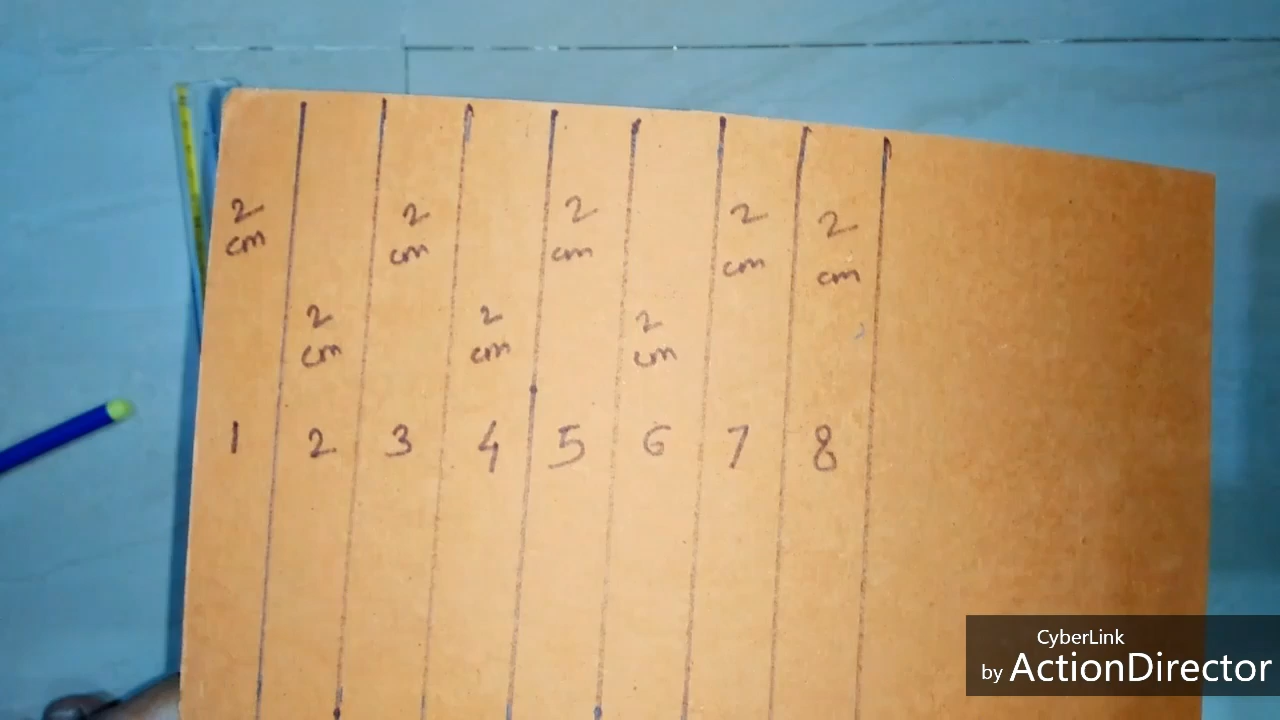 2 2 2 2 2
cm cm cm cm cm
2 2 2
cm cm cm
1 2 3 4 5 6 7 8
CyberLink
by ActionDirector